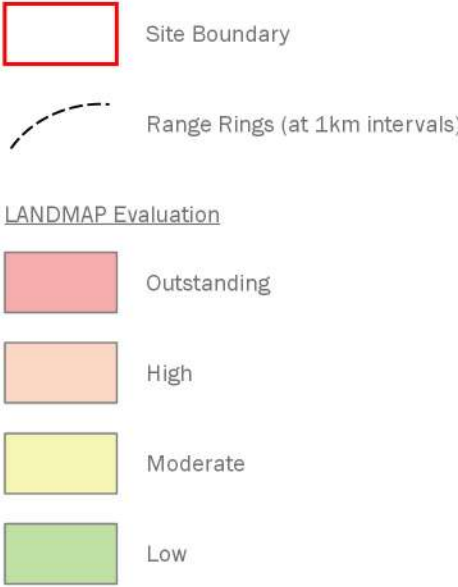 Site Boundary
Range Rings (at 1km intervals)
LANDMAP Evaluation
Outstanding
High
Moderate
Low